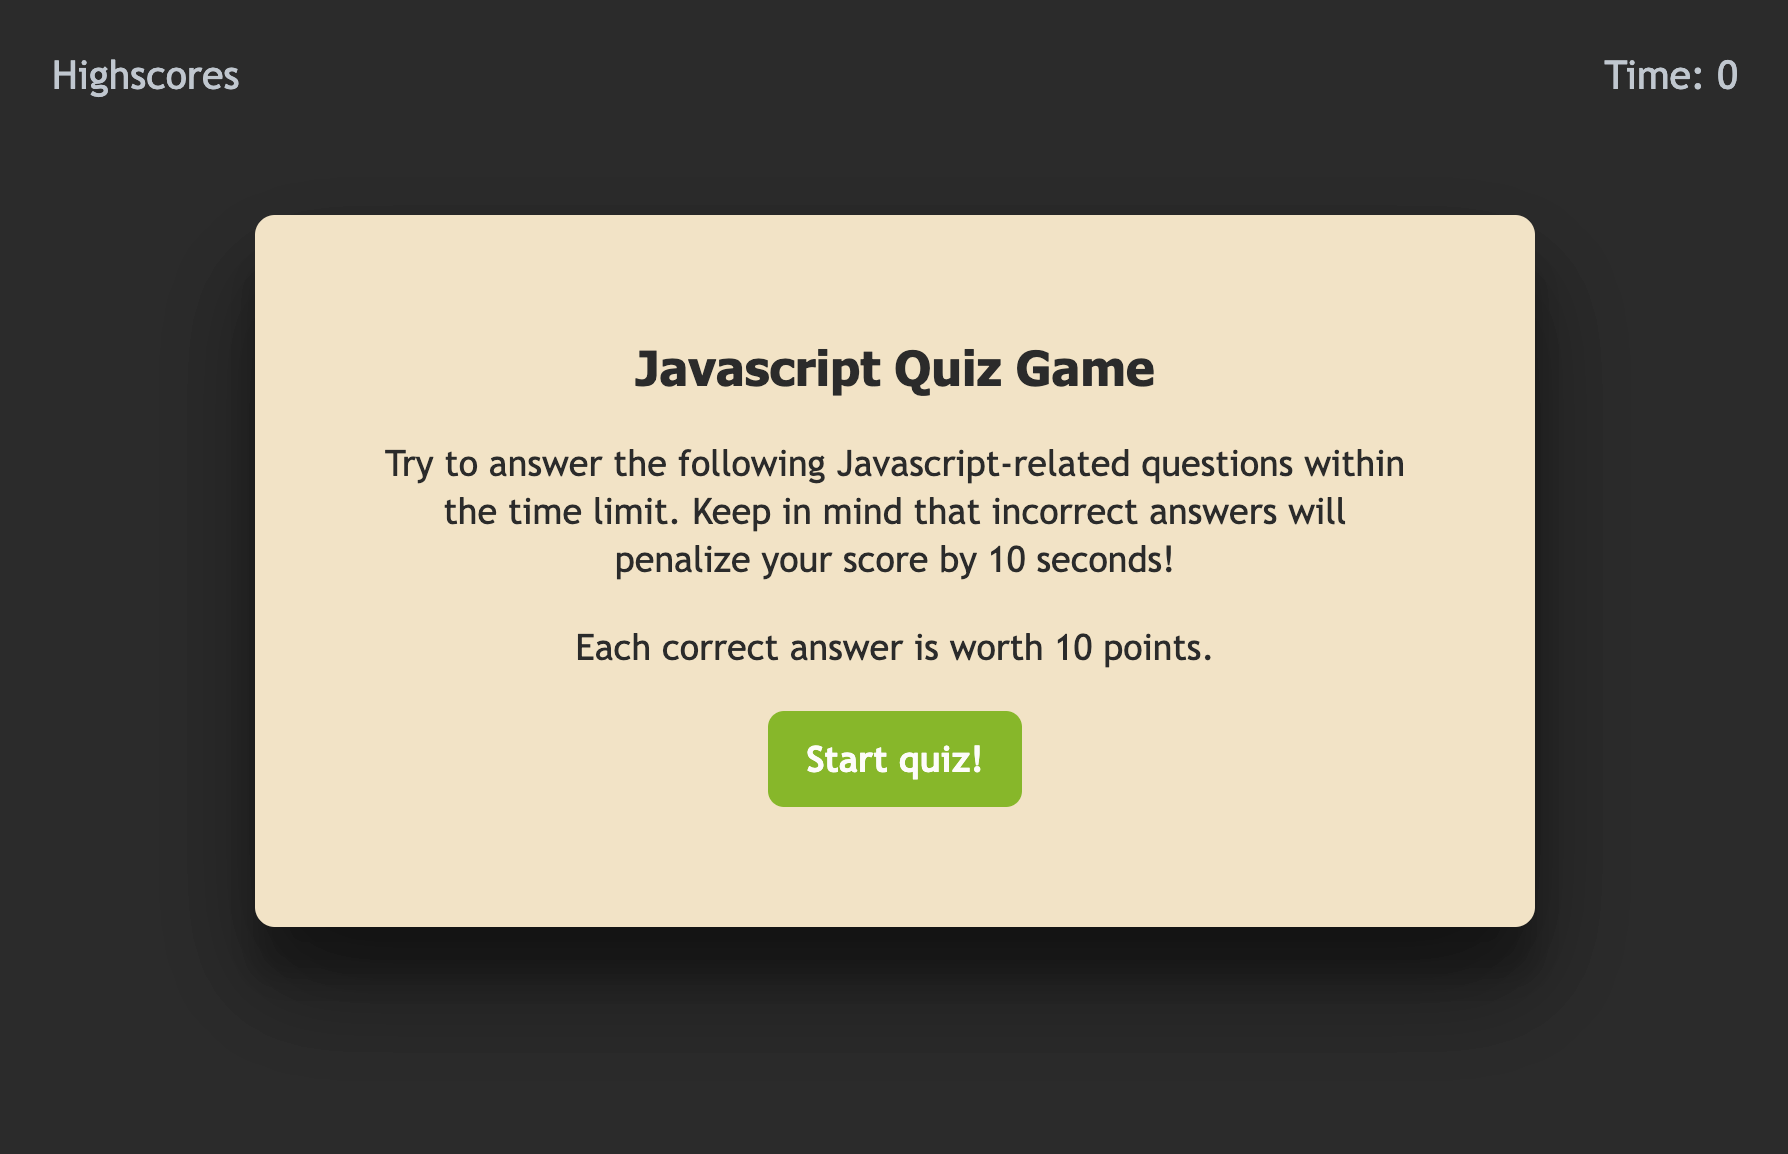 Highscores
Time: 0
Javascript Quiz Game
Try to answer the following Javascript-related questions within
the time limit. Keep in mind that incorrect answers will
penalize your score by 10 seconds!
Each correct answer is worth 10 points.
Start quiz!